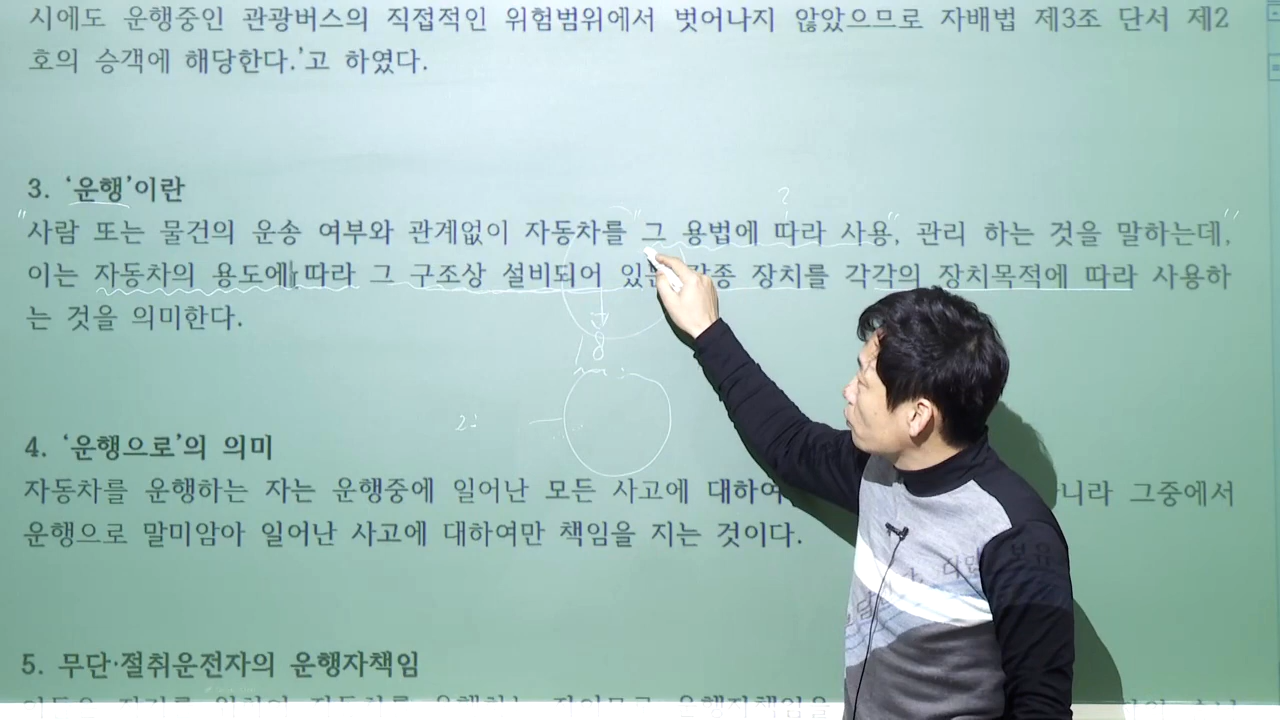 시에도 운행중인 관광버스의 직접적인 위험범위에서 벗어나지 않았으므로 자배법 제3조 단서 제2
호의 승객에 해당한다.'고 하였다.
3. '운행'이란
사람 또는 물건의 운송 여부와 관계없이 자동차를 "그 용법에 따라 사용", 관리 하는 것을 말하는데,
이는 자동차의 용도에 따라 그 구조상 설비되어 있는 각종 장치를 각각의 장치목적에 따라 사용하
는 것을 의미한다.
4. '운행으로'의 의미
자동차를 운행하는 자는 운행중에 일어난 모든 사고에 대하여 그중에서
운행으로 말미암아 일어난 사고에 대하여만 책임을 지는 것이다.
5. 무단·절취운전자의 운행자책임